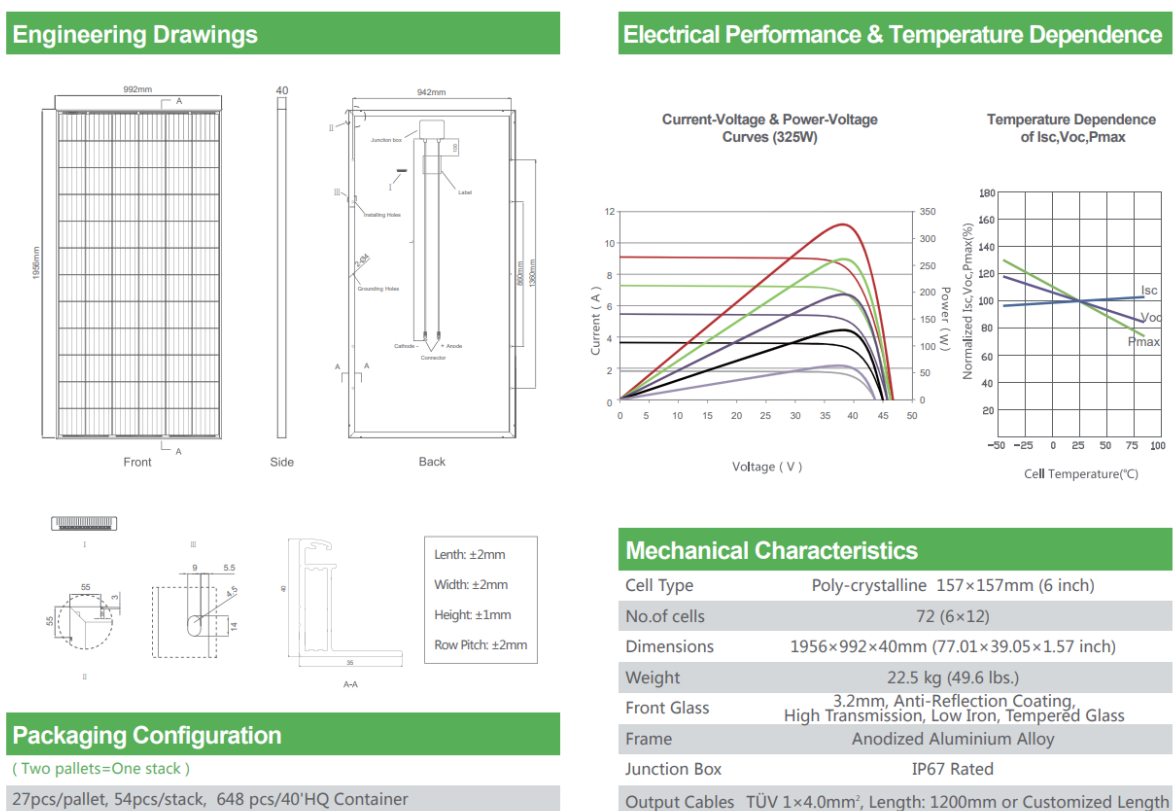 Engineering Drawings
992mm
A
1956mm
A
Front
40
Side
942mm
II
Junction box
100
I
Label
III
Installing Holes
2-Ø4
Grounding Holes
860mm
1360mm
Cathode - + Anode
Connector
A A
Back
I
III
9 5.5
4.5
14
55
3
55
II
40
35
A-A
Lenth: ±2mm
Width: ±2mm
Height: ±1mm
Row Pitch: ±2mm
Packaging Configuration
( Two pallets=One stack )
27pcs/pallet, 54pcs/stack, 648 pcs/40'HQ Container
Electrical Performance & Temperature Dependence
Current-Voltage & Power-Voltage
Curves (325W)
12
10
8
6
4
2
0
Current ( A )
350
300
250
200
150
100
50
0
Power ( W )
0 5 10 15 20 25 30 35 40 45 50
Voltage ( V )
Temperature Dependence
of Isc,Voc,Pmax
180
160
140
120
100
80
60
40
20
Normalized Isc,Voc,Pmax(%)
Isc
Voc
Pmax
-50 -25 0 25 50 75 100
Cell Temperature(℃)
Mechanical Characteristics
Cell Type Poly-crystalline 157×157mm (6 inch)
No.of cells 72 (6×12)
Dimensions 1956×992×40mm (77.01×39.05×1.57 inch)
Weight 22.5 kg (49.6 lbs.)
Front Glass 3.2mm, Anti-Reflection Coating,
High Transmission, Low Iron, Tempered Glass
Frame Anodized Aluminium Alloy
Junction Box IP67 Rated
Output Cables TÜV 1×4.0mm², Length: 1200mm or Customized Length